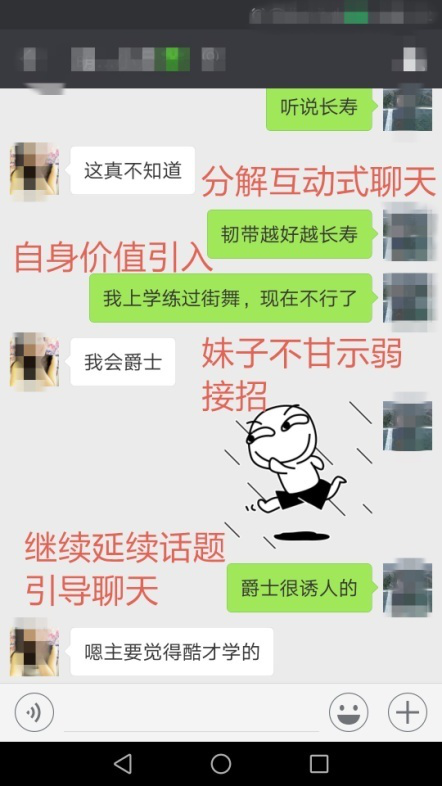 听说长寿
这真不知道
分解互动式聊天
韧带越好越长寿
自身价值引入
我上学练过街舞，现在不行了
我会爵士
妹子不甘示弱
接招
继续延续话题
引导聊天
爵士很诱人的
嗯主要觉得酷才学的